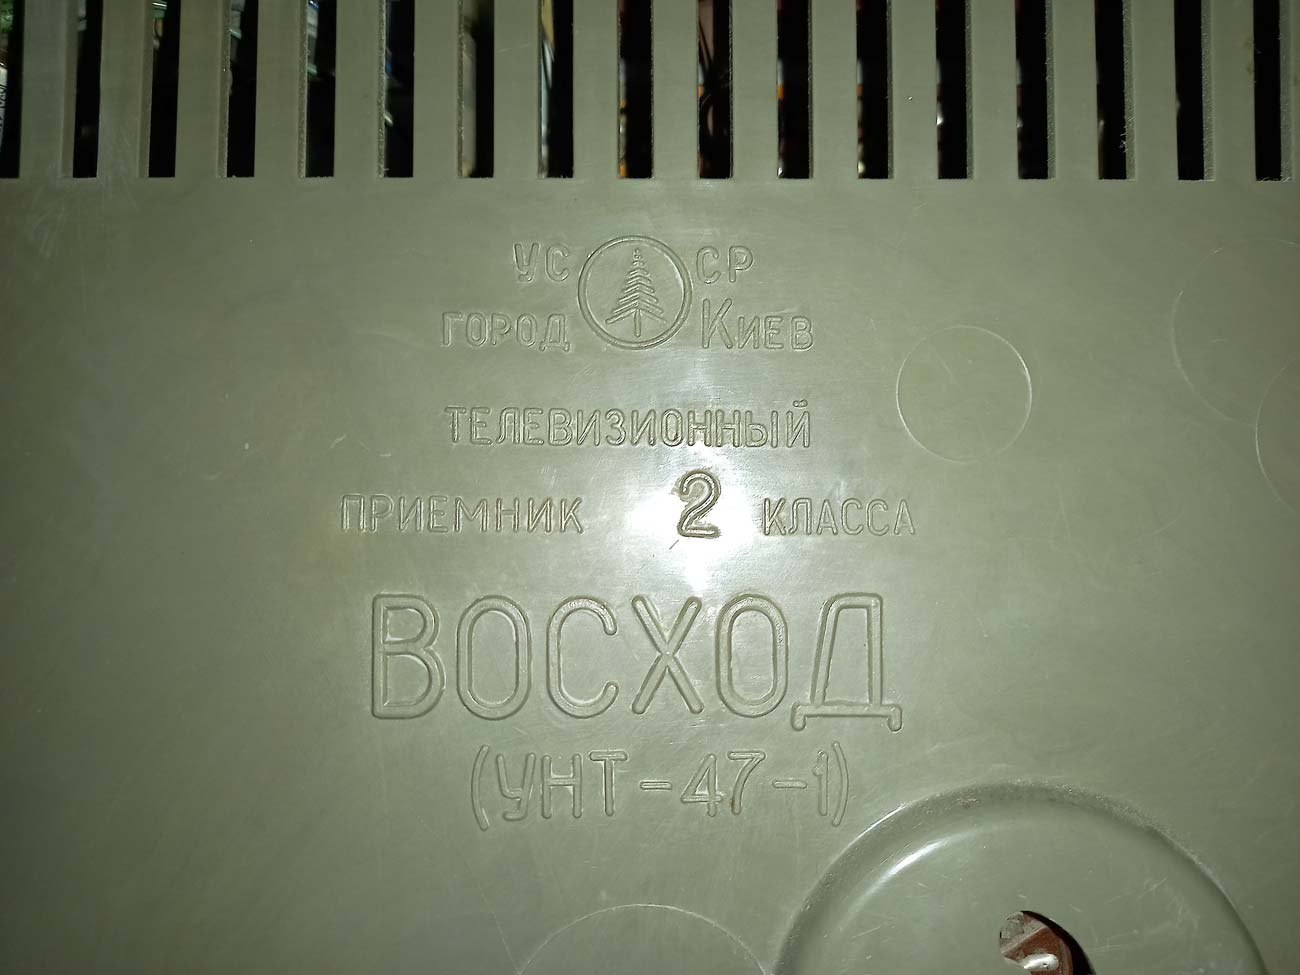 УС СР
ГОРОД КИЕВ
ТЕЛЕВИЗИОННЫЙ
ПРИЕМНИК 2 КЛАССА
ВОСХОД
(УНТ-47-1)